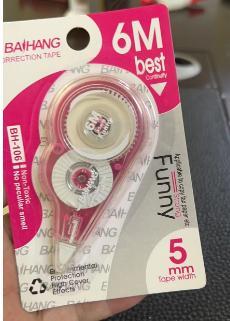 BAIHANG
CORRECTION TAPE
6M
best
Continuity
BH-106
Non-Toxic
No peculiar smell
Funny
Environmental
Protection
High Cover
Effects
5
mm
Tape width